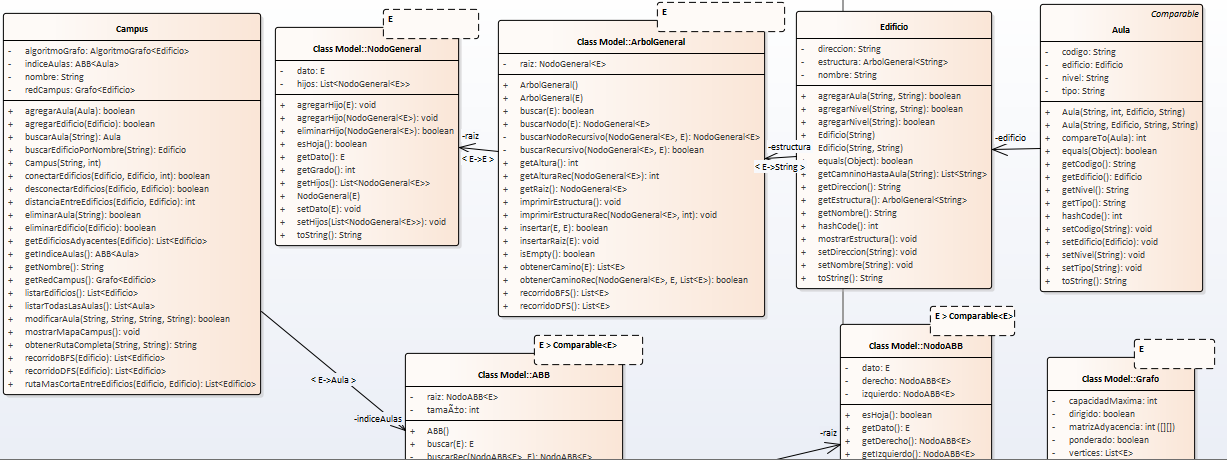 Campus
- algoritmoGrafo: AlgoritmoGrafo<Edificio>
- indiceAulas: ABB<Aula>
- nombre: String
- redCampus: Grafo<Edificio>
+ agregarAula(Aula): boolean
+ agregarEdificio(Edificio): boolean
+ buscarAula(String): Aula
+ buscarEdificioPorNombre(String): Edificio
+ Campus(String, int)
+ conectarEdificios(Edificio, Edificio, int): boolean
+ desconectarEdificios(Edificio, Edificio): boolean
+ distanciaEntreEdificios(Edificio, Edificio): int
+ eliminarAula(String): boolean
+ eliminarEdificio(Edificio): boolean
+ getEdificiosAdyacentes(Edificio): List<Edificio>
+ getIndiceAulas(): ABB<Aula>
+ getNombre(): String
+ getRedCampus(): Grafo<Edificio>
+ listarEdificios(): List<Edificio>
+ listarTodasLasAulas(): List<Aula>
+ modificarAula(String, String, String, String): boolean
+ mostrarMapaCampus(): void
+ obtenerRutaCompleta(String, String): String
+ recorridoBFS(Edificio): List<Edificio>
+ recorridoDFS(Edificio): List<Edificio>
+ rutaMasCortaEntreEdificios(Edificio, Edificio): List<Edificio>
E
Class Model::NodoGeneral
- dato: E
- hijos: List<NodoGeneral<E>>
+ agregarHijo(E): void
+ agregarHijo(NodoGeneral<E>): void
+ eliminarHijo(NodoGeneral<E>): boolean
+ esHoja(): boolean
+ getDato(): E
+ getGrado(): int
+ getHijos(): List<NodoGeneral<E>>
+ NodoGeneral(E)
+ setDato(E): void
+ setHijos(List<NodoGeneral<E>>): void
+ toString(): String
-raiz
< E->E >
E
Class Model::ArbolGeneral
- raiz: NodoGeneral<E>
+ ArbolGeneral()
+ ArbolGeneral(E)
+ buscar(E): boolean
+ buscarNodo(E): NodoGeneral<E>
- buscarNodoRecursivo(NodoGeneral<E>, E): NodoGeneral<E>
- buscarRecursivo(NodoGeneral<E>, E): boolean
+ getAltura(): int
+ getAlturaRec(NodoGeneral<E>): int
+ getRaiz(): NodoGeneral<E>
+ imprimirEstructura(): void
+ imprimirEstructuraRec(NodoGeneral<E>, int): void
+ insertar(E, E): boolean
+ insertarRaiz(E): void
+ isEmpty(): boolean
+ obtenerCamino(E): List<E>
+ obtenerCaminoRec(NodoGeneral<E>, E, List<E>): boolean
+ recorridoBFS(): List<E>
+ recorridoDFS(): List<E>
-estructura
< E->String >
Edificio
- direccion: String
- estructura: ArbolGeneral<String>
- nombre: String
+ agregarAula(String, String): boolean
+ agregarNivel(String, String): boolean
+ agregarNivel(String): boolean
+ Edificio(String)
Edificio(String, String)
equals(Object): boolean
+ getCamninoHastaAula(String): List<String>
+ getDireccion(): String
+ getEstructura(): ArbolGeneral<String>
+ getNombre(): String
+ hashCode(): int
+ mostrarEstructura(): void
+ setDireccion(String): void
+ setNombre(String): void
+ toString(): String
-edificio
Comparable
Aula
- codigo: String
- edificio: Edificio
- nivel: String
- tipo: String
+ Aula(String, int, Edificio, String)
+ Aula(String, Edificio, String, String)
+ compareTo(Aula): int
+ equals(Object): boolean
+ getCodigo(): String
+ getEdificio(): Edificio
+ getNivel(): String
+ getTipo(): String
+ hashCode(): int
+ setCodigo(String): void
+ setEdificio(Edificio): void
+ setNivel(String): void
+ setTipo(String): void
+ toString(): String
< E->Aula >
-indiceAulas
E > Comparable<E>
Class Model::ABB
- raiz: NodoABB<E>
- tamaÃ±o: int
+ ABB()
+ buscar(E): E
- buscarRec(NodoABB<E>, E): NodoABB<E>
-raiz
E > Comparable<E>
Class Model::NodoABB
- dato: E
- derecho: NodoABB<E>
- izquierdo: NodoABB<E>
+ esHoja(): boolean
+ getDato(): E
+ getDerecho(): NodoABB<E>
+ getIzquierdo(): NodoABB<E>
E
Class Model::Grafo
- capacidadMaxima: int
- dirigido: boolean
- matrizAdyacencia: int ([][])
- ponderado: boolean
- vertices: List<E>